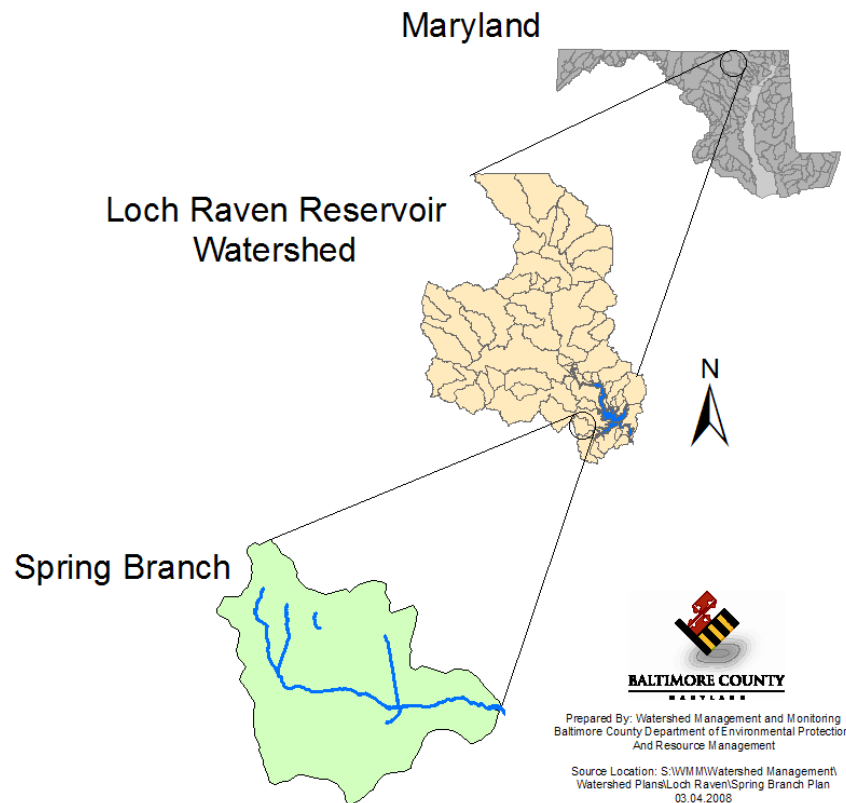 Maryland
Loch Raven Reservoir
Watershed
N
Spring Branch
BALTIMORE COUNTY
MARYLAND
Prepared By: Watershed Management and Monitoring
Baltimore County Department of Environmental Protection
And Resource Management
Source Location: S:\WMM\Watershed Management\
Watershed Plans\Loch Raven\Spring Branch Plan
03.04.2008